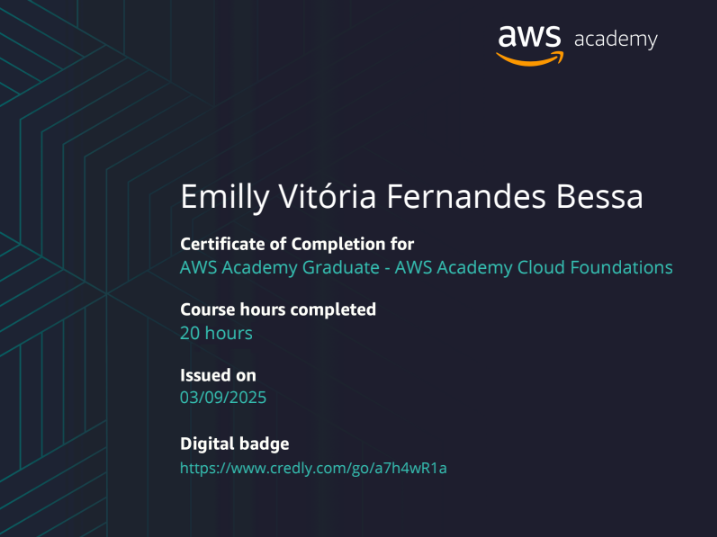 aws academy
Emilly Vitória Fernandes Bessa
Certificate of Completion for
AWS Academy Graduate - AWS Academy Cloud Foundations
Course hours completed
20 hours
Issued on
03/09/2025
Digital badge
https://www.credly.com/go/a7h4wR1a